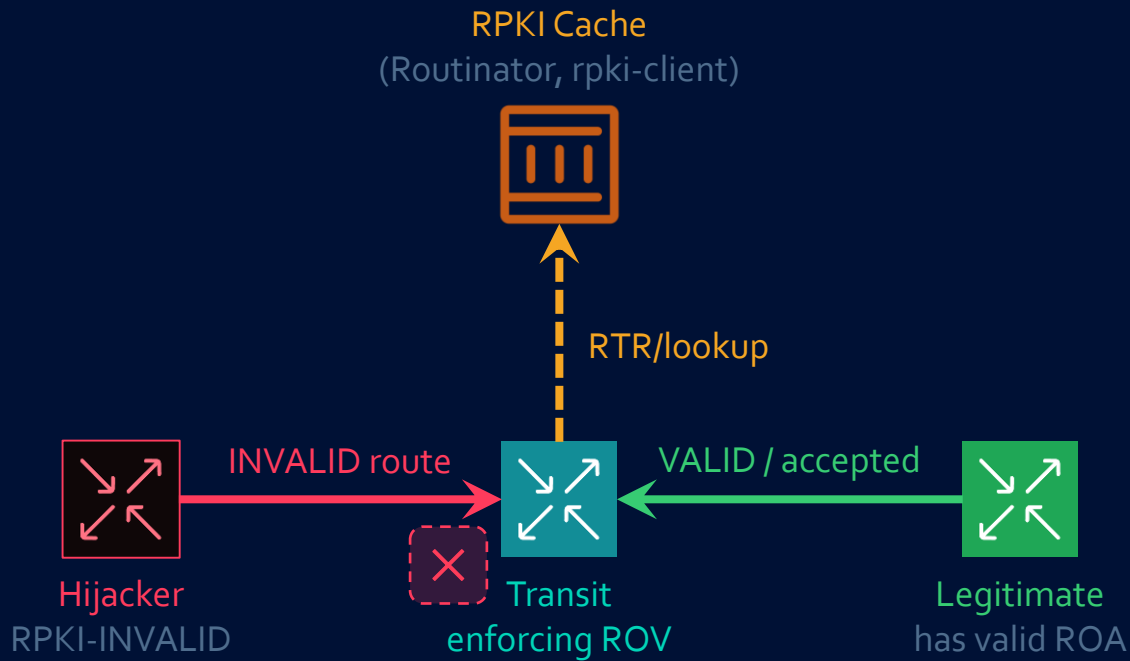 RPKI Cache
(Routinator, rpki-client)
RTR/lookup
INVALID route
VALID / accepted
Hijacker
RPKI-INVALID
Transit
enforcing ROV
Legitimate
has valid ROA